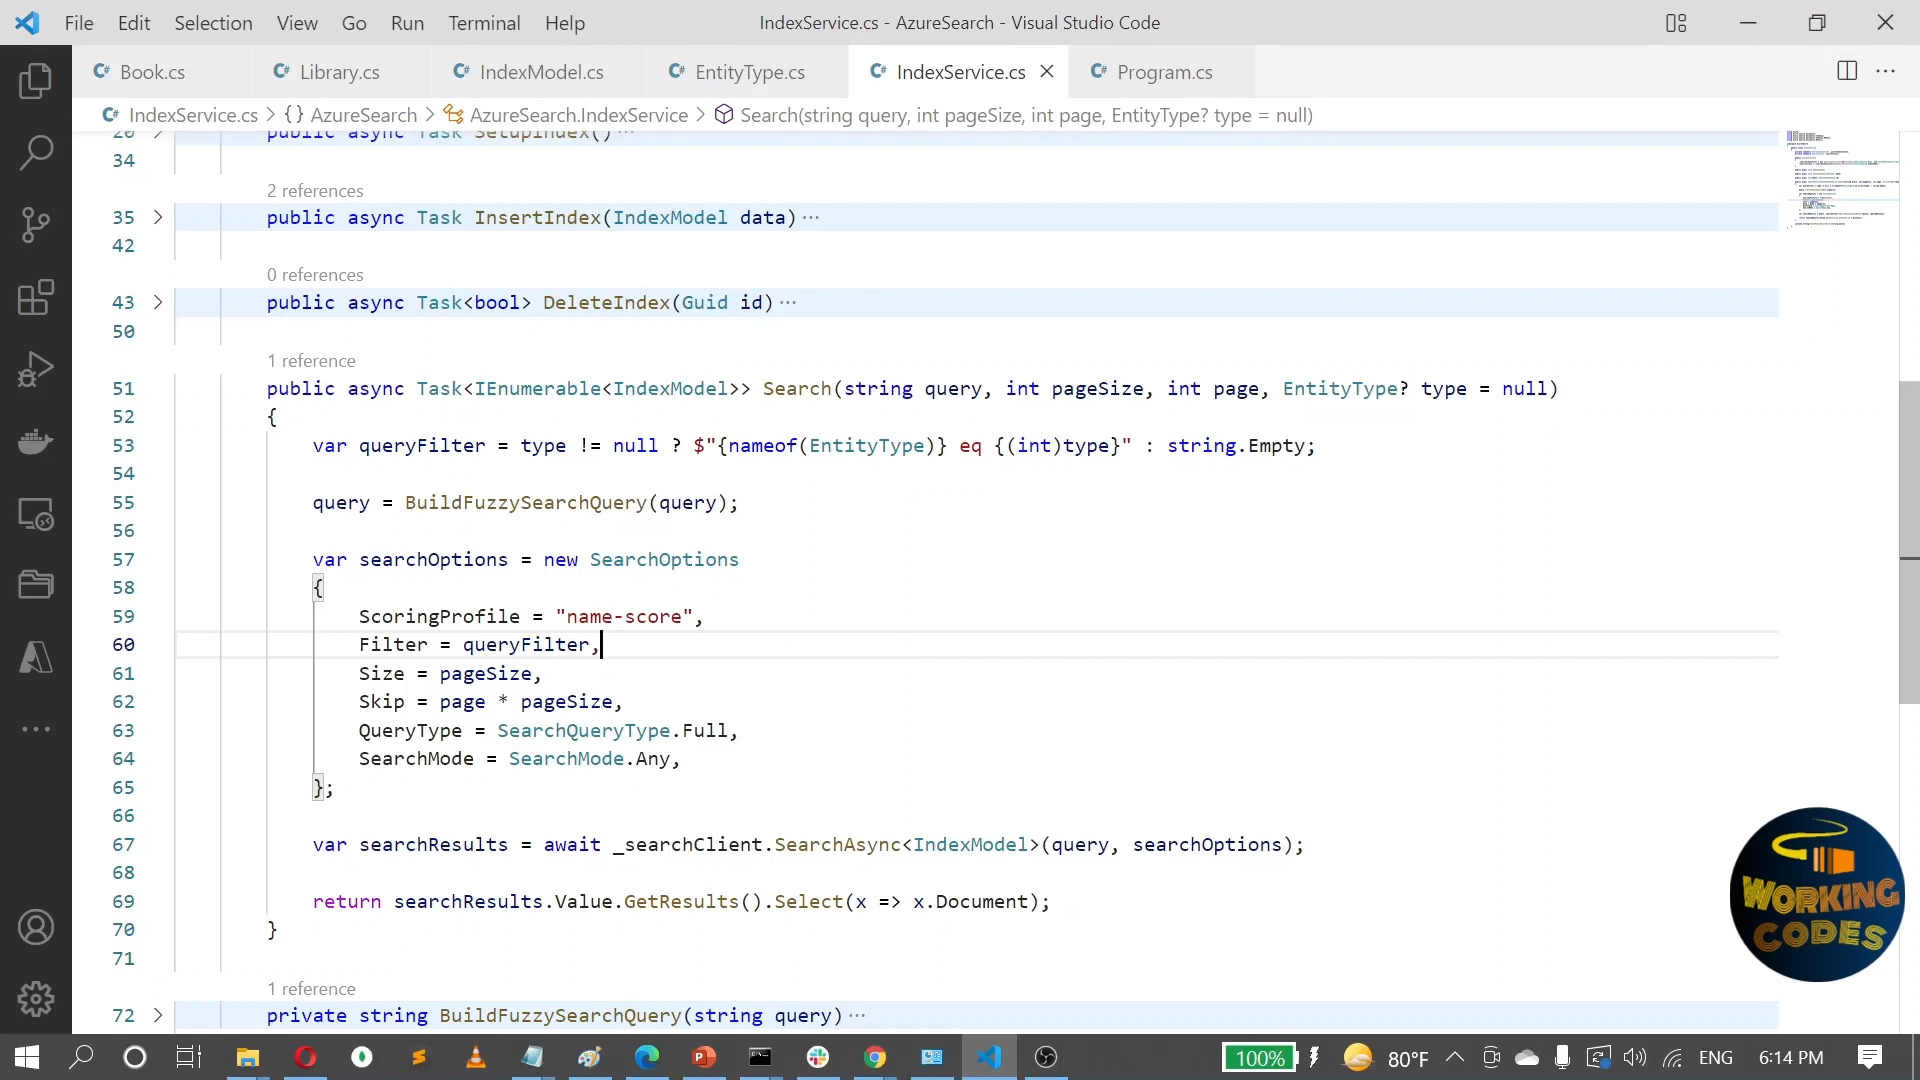 File Edit Selection View Go Run Terminal Help IndexService.cs - AzureSearch - Visual Studio Code
Book.cs Library.cs IndexModel.cs EntityType.cs IndexService.cs Program.cs
IndexService.cs > {} AzureSearch > AzureSearch.IndexService > Search(string query, int pageSize, int page, EntityType? type = null)
20 public async Task SetupIndex()...
34
2 references
35 public async Task InsertIndex(IndexModel data)...
42
0 references
43 public async Task<bool> DeleteIndex(Guid id)...
50
1 reference
51 public async Task<IEnumerable<IndexModel>> Search(string query, int pageSize, int page, EntityType? type = null)
52 {
53 var queryFilter = type != null ? $"{nameof(EntityType)} eq {(int)type}" : string.Empty;
54
55 query = BuildFuzzySearchQuery(query);
56
57 var searchOptions = new SearchOptions
58 {
59 ScoringProfile = "name-score",
60 Filter = queryFilter,
61 Size = pageSize,
62 Skip = page * pageSize,
63 QueryType = SearchQueryType.Full,
64 SearchMode = SearchMode.Any,
65 };
66
67 var searchResults = await _searchClient.SearchAsync<IndexModel>(query, searchOptions);
68
69 return searchResults.Value.GetResults().Select(x => x.Document);
70 }
71
1 reference
72 private string BuildFuzzySearchQuery(string query)...
WORKING
CODES
100% 80°F ENG 6:14 PM